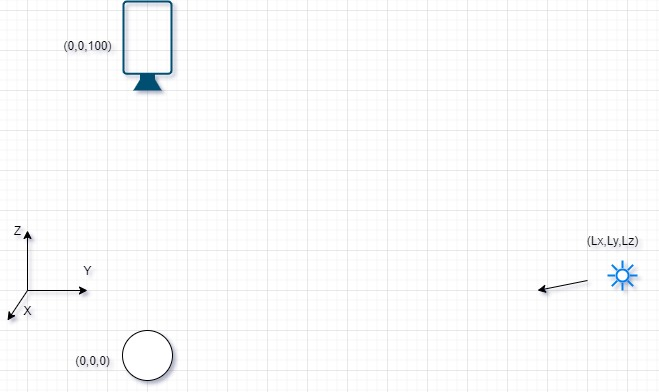 (0,0,100)
(Lx,Ly,Lz)
Z
Y
X
(0,0,0)